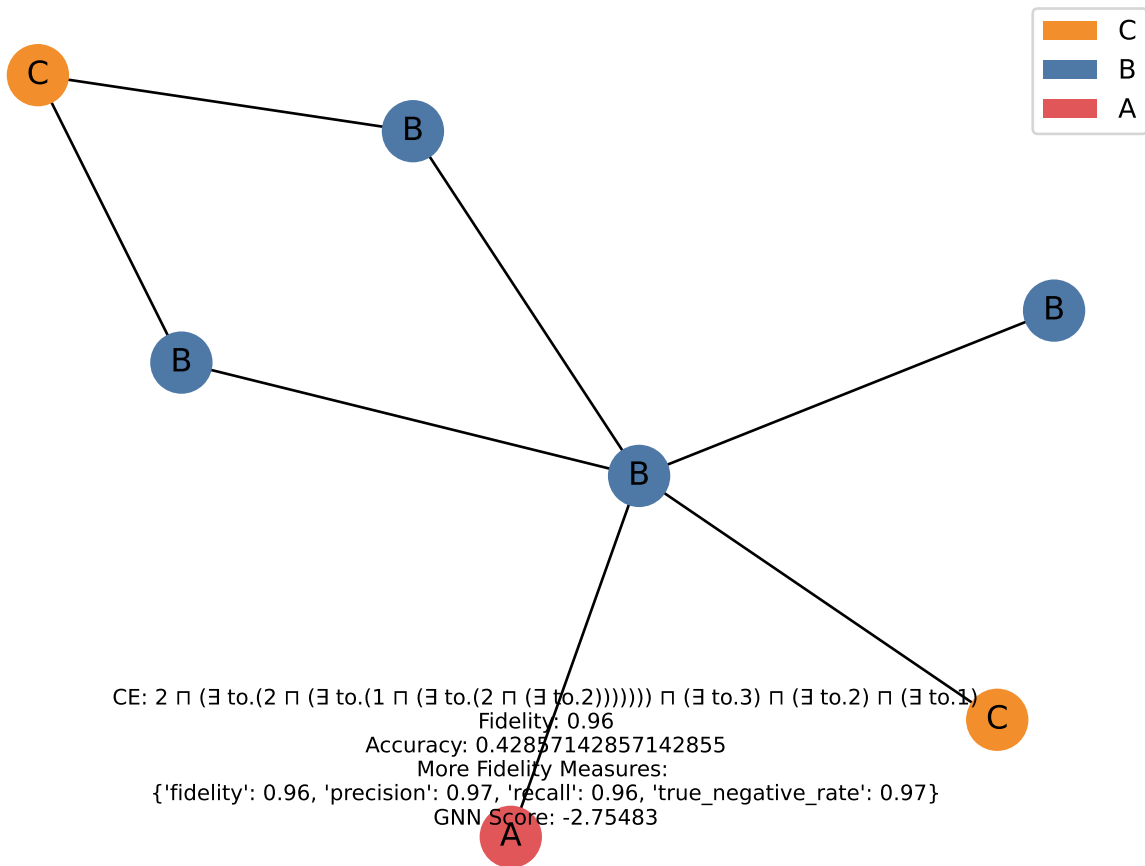 C
C
B
B
A
B
B
B
B
CE: 2 ⊓ (∃ to.(2 ⊓ (∃ to.(1 ⊓ (∃ to.(2 ⊓ (∃ to.2))))))) ⊓ (∃ to.3) ⊓ (∃ to.2) ⊓ (∃ to.1)
C
Fidelity: 0.96
Accuracy: 0.42857142857142855
More Fidelity Measures:
{'fidelity': 0.96, 'precision': 0.97, 'recall': 0.96, 'true_negative_rate': 0.97}
GNN Score: -2.75483
A